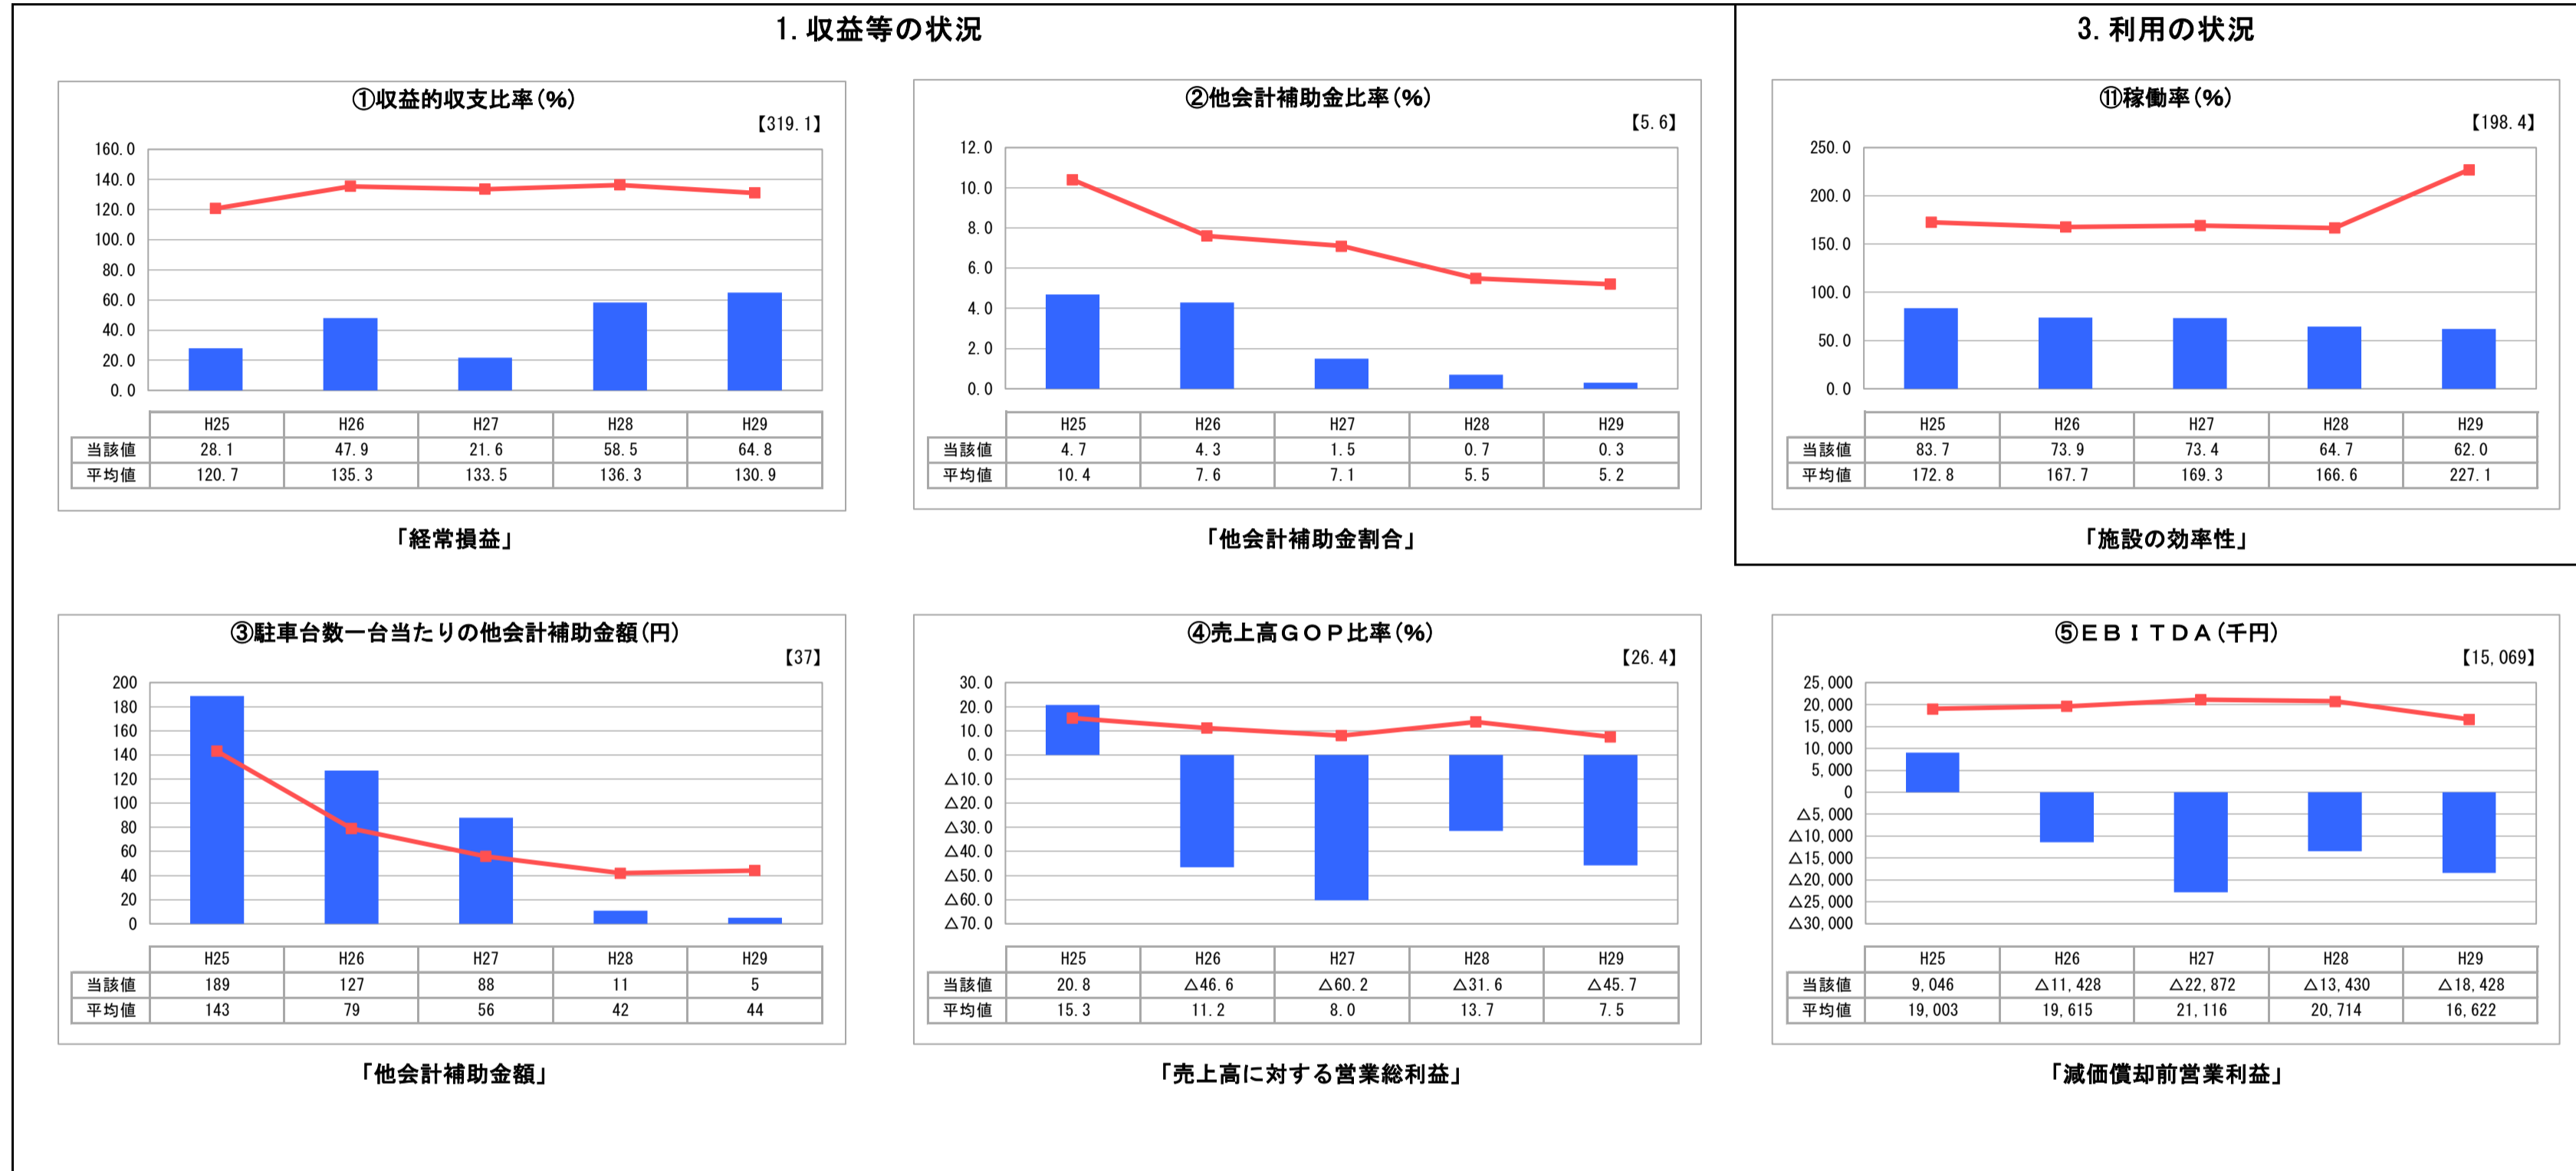 1.収益等の状況
3.利用の状況
①収益的収支比率(%)
【319.1】
160.0
140.0
120.0
100.0
80.0
60.0
40.0
20.0
0.0
H25 H26 H27 H28 H29
当該値 28.1 47.9 21.6 58.5 64.8
平均値 120.7 135.3 133.5 136.3 130.9
「経常損益」
②他会計補助金比率(%)
【5.6】
12.0
10.0
8.0
6.0
4.0
2.0
0.0
H25 H26 H27 H28 H29
当該値 4.7 4.3 1.5 0.7 0.3
平均値 10.4 7.6 7.1 5.5 5.2
「他会計補助金割合」
⑪稼働率(%)
【198.4】
250.0
200.0
150.0
100.0
50.0
0.0
H25 H26 H27 H28 H29
当該値 83.7 73.9 73.4 64.7 62.0
平均値 172.8 167.7 169.3 166.6 227.1
「施設の効率性」
③駐車台数一台当たりの他会計補助金額(円)
【37】
200
180
160
140
120
100
80
60
40
20
0
H25 H26 H27 H28 H29
当該値 189 127 88 11 5
平均値 143 79 56 42 44
「他会計補助金額」
④売上高ＧＯＰ比率(%)
【26.4】
30.0
20.0
10.0
0.0
△10.0
△20.0
△30.0
△40.0
△50.0
△60.0
△70.0
H25 H26 H27 H28 H29
当該値 20.8 △46.6 △60.2 △31.6 △45.7
平均値 15.3 11.2 8.0 13.7 7.5
「売上高に対する営業総利益」
⑤ＥＢＩＴＤＡ(千円)
【15,069】
25,000
20,000
15,000
10,000
5,000
0
△5,000
△10,000
△15,000
△20,000
△25,000
△30,000
H25 H26 H27 H28 H29
当該値 9,046 △11,428 △22,872 △13,430 △18,428
平均値 19,003 19,615 21,116 20,714 16,622
「減価償却前営業利益」